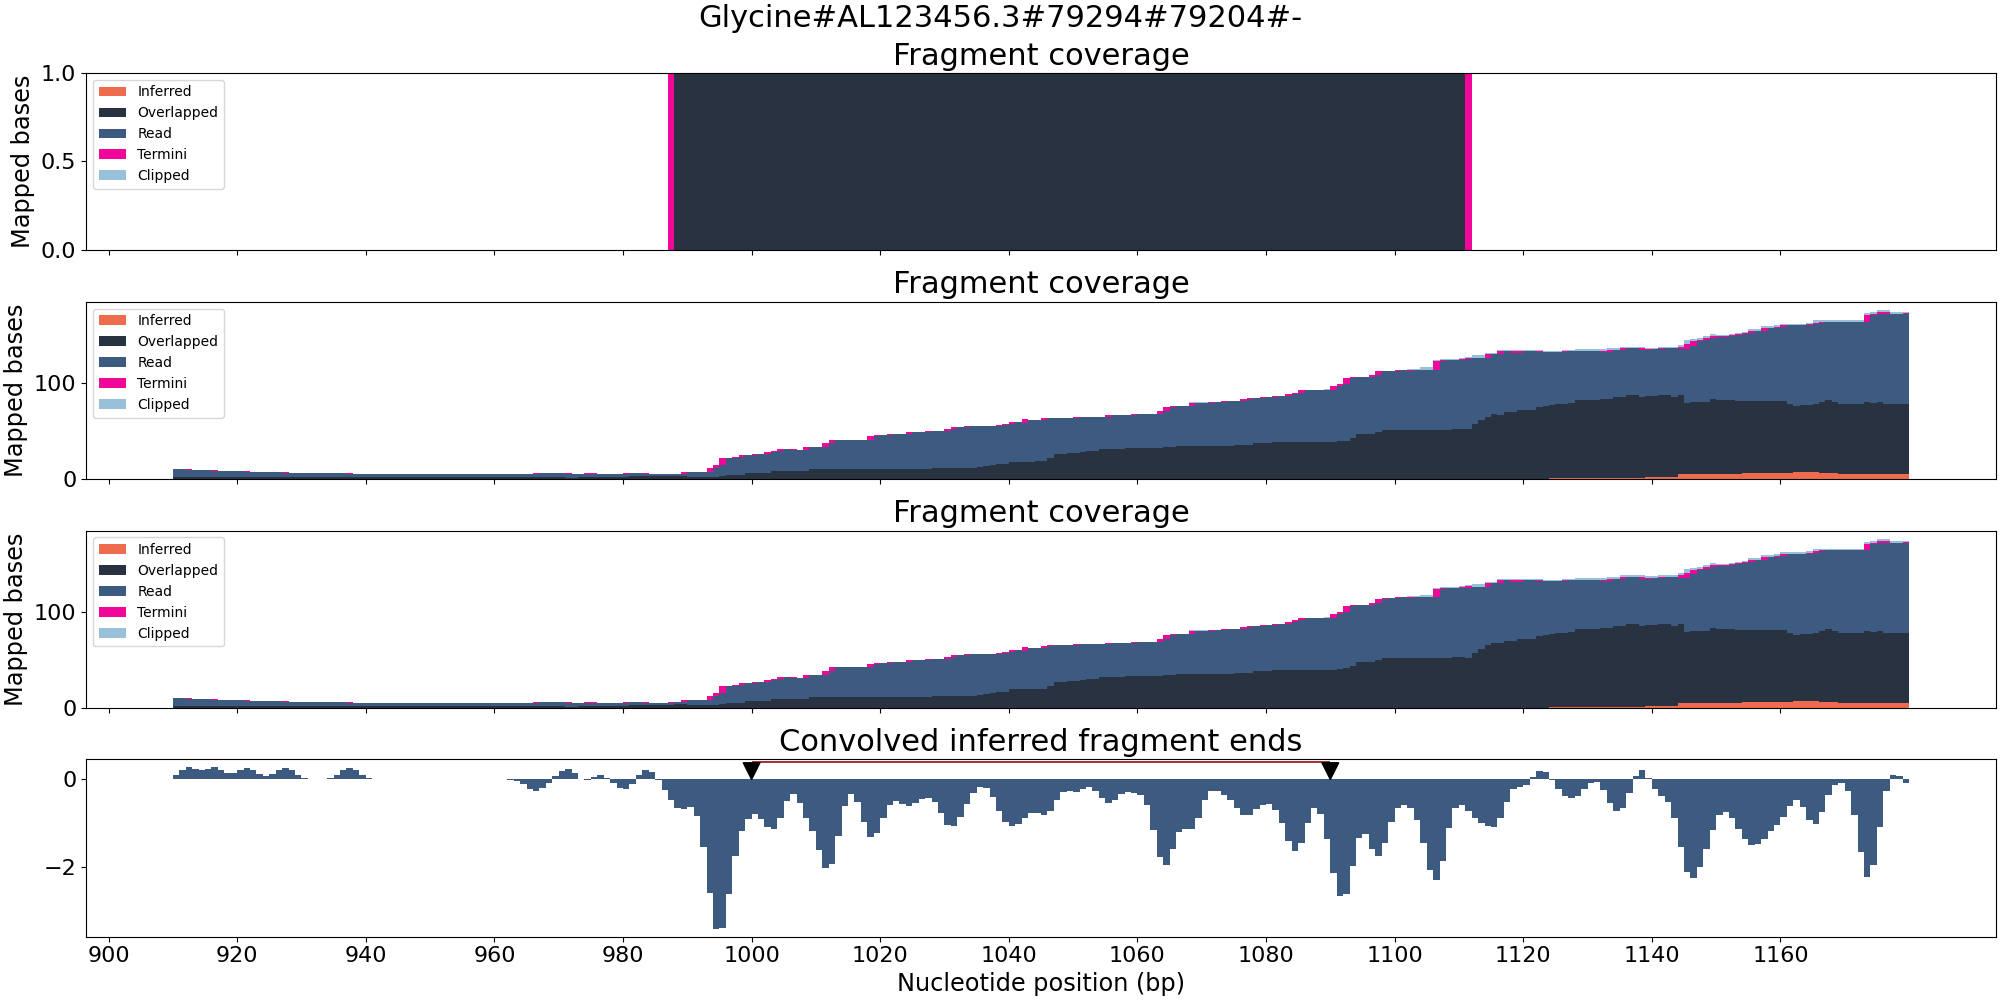 Glycine#AL123456.3#79294#79204#-
Fragment coverage
Mapped bases
1.0
0.5
0.0
Inferred
Overlapped
Read
Termini
Clipped
Fragment coverage
Mapped bases
100
0
Inferred
Overlapped
Read
Termini
Clipped
Fragment coverage
Mapped bases
100
0
Inferred
Overlapped
Read
Termini
Clipped
Convolved inferred fragment ends
0
−2
900 920 940 960 980 1000 1020 1040 1060 1080 1100 1120 1140 1160
Nucleotide position (bp)